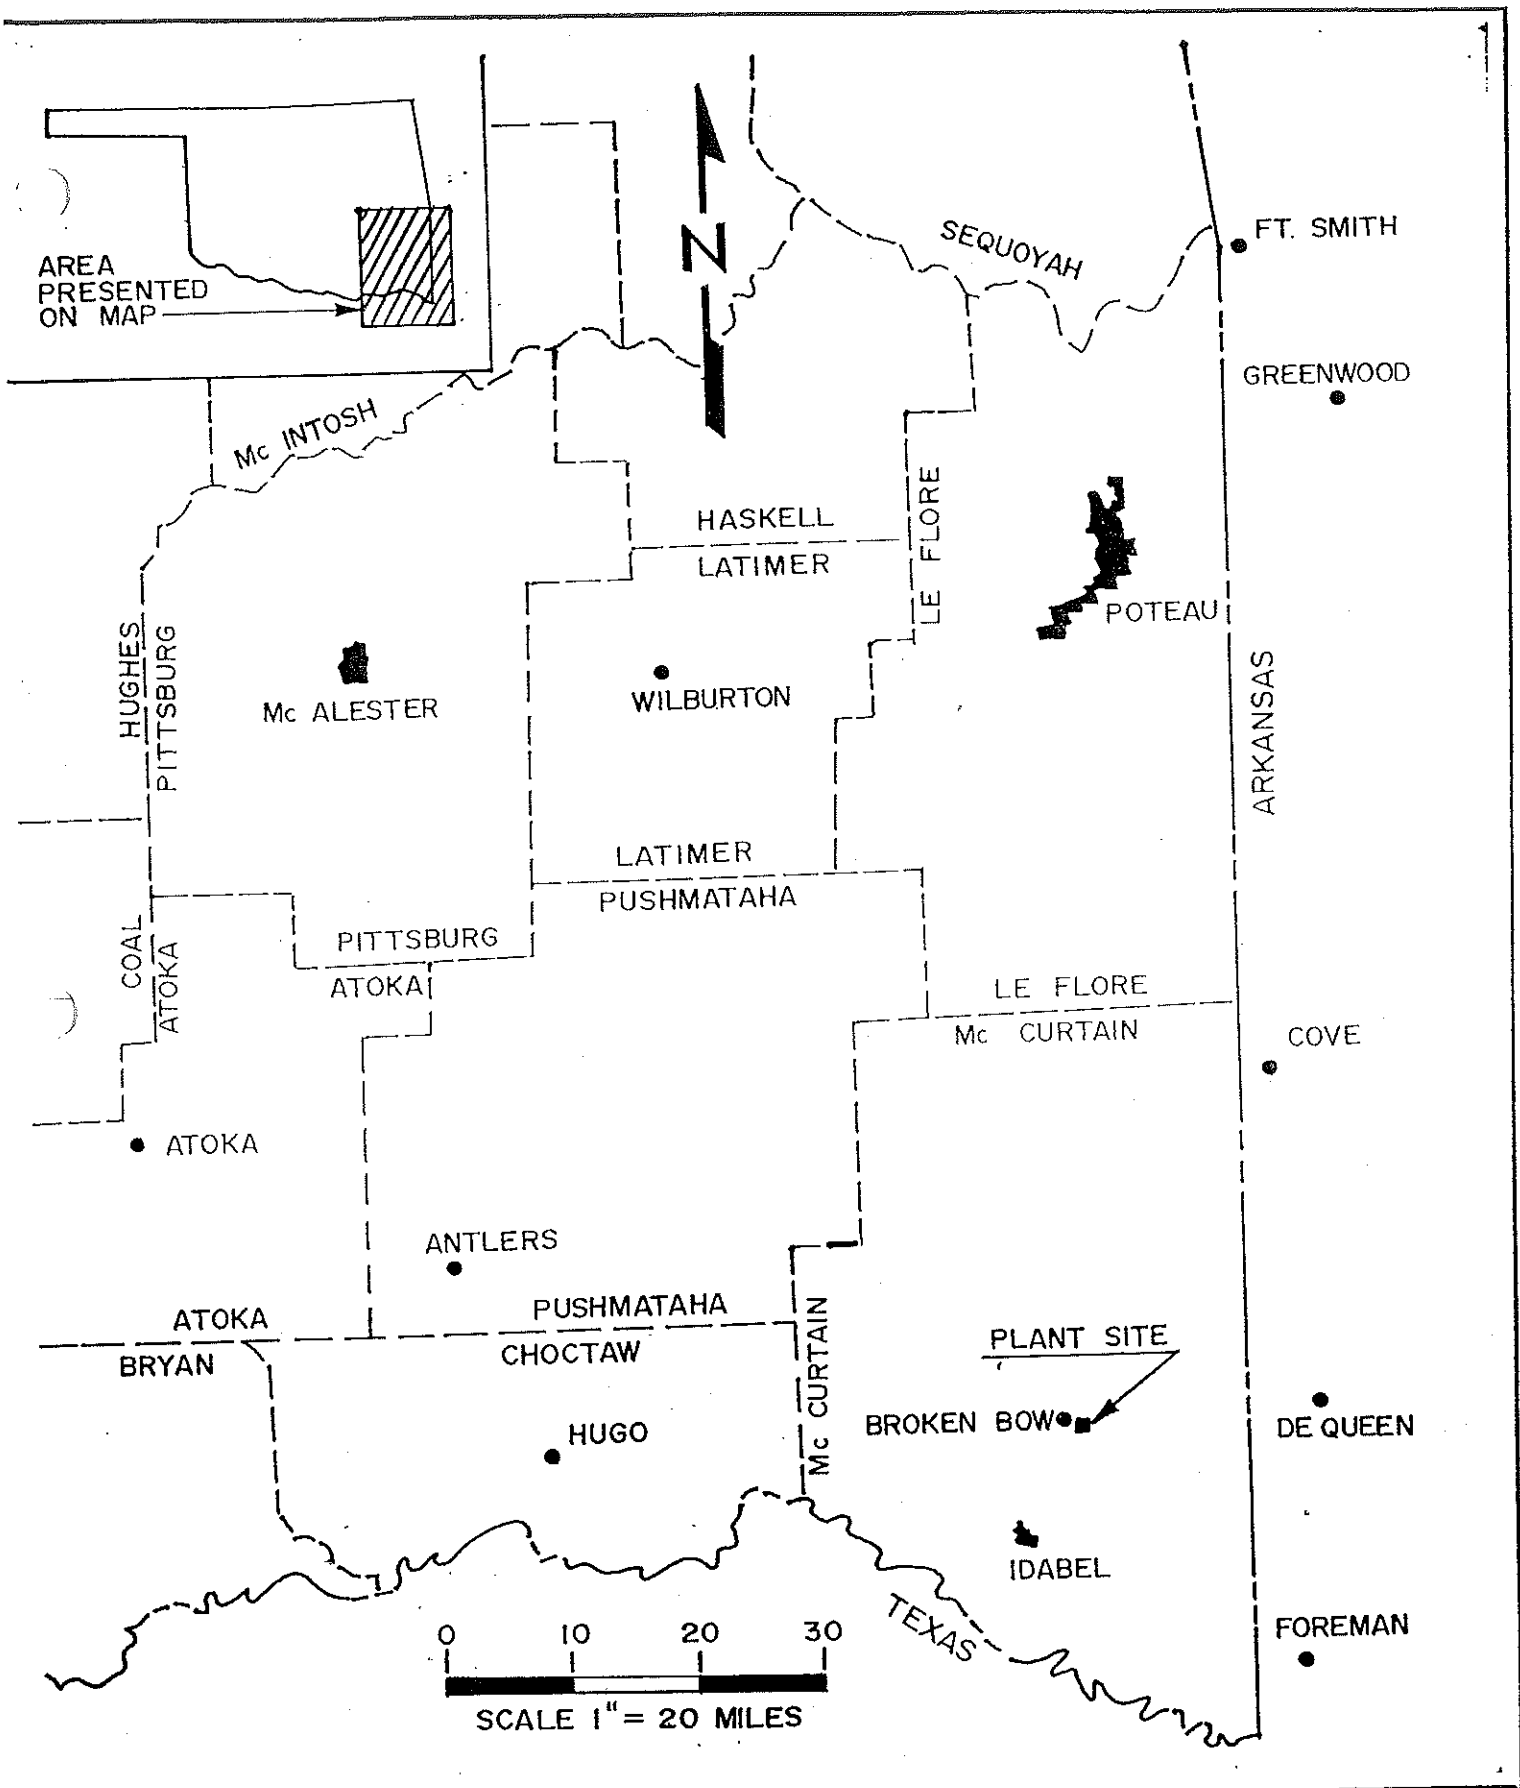 AREA
PRESENTED
ON MAP
N
SEQUOYAH
FT. SMITH
GREENWOOD
Mc INTOSH
HASKELL
LATIMER
LE FLORE
POTEAU
HUGHES
PITTSBURG
Mc ALESTER
WILBURTON
ARKANSAS
LATIMER
PUSHMATAHA
COAL
ATOKA
PITTSBURG
ATOKA
LE FLORE
Mc CURTAIN
COVE
ATOKA
ANTLERS
ATOKA
BRYAN
PUSHMATAHA
CHOCTAW
Mc CURTAIN
PLANT SITE
BROKEN BOW
DE QUEEN
HUGO
IDABEL
TEXAS
FOREMAN
0 10 20 30
SCALE 1" = 20 MILES